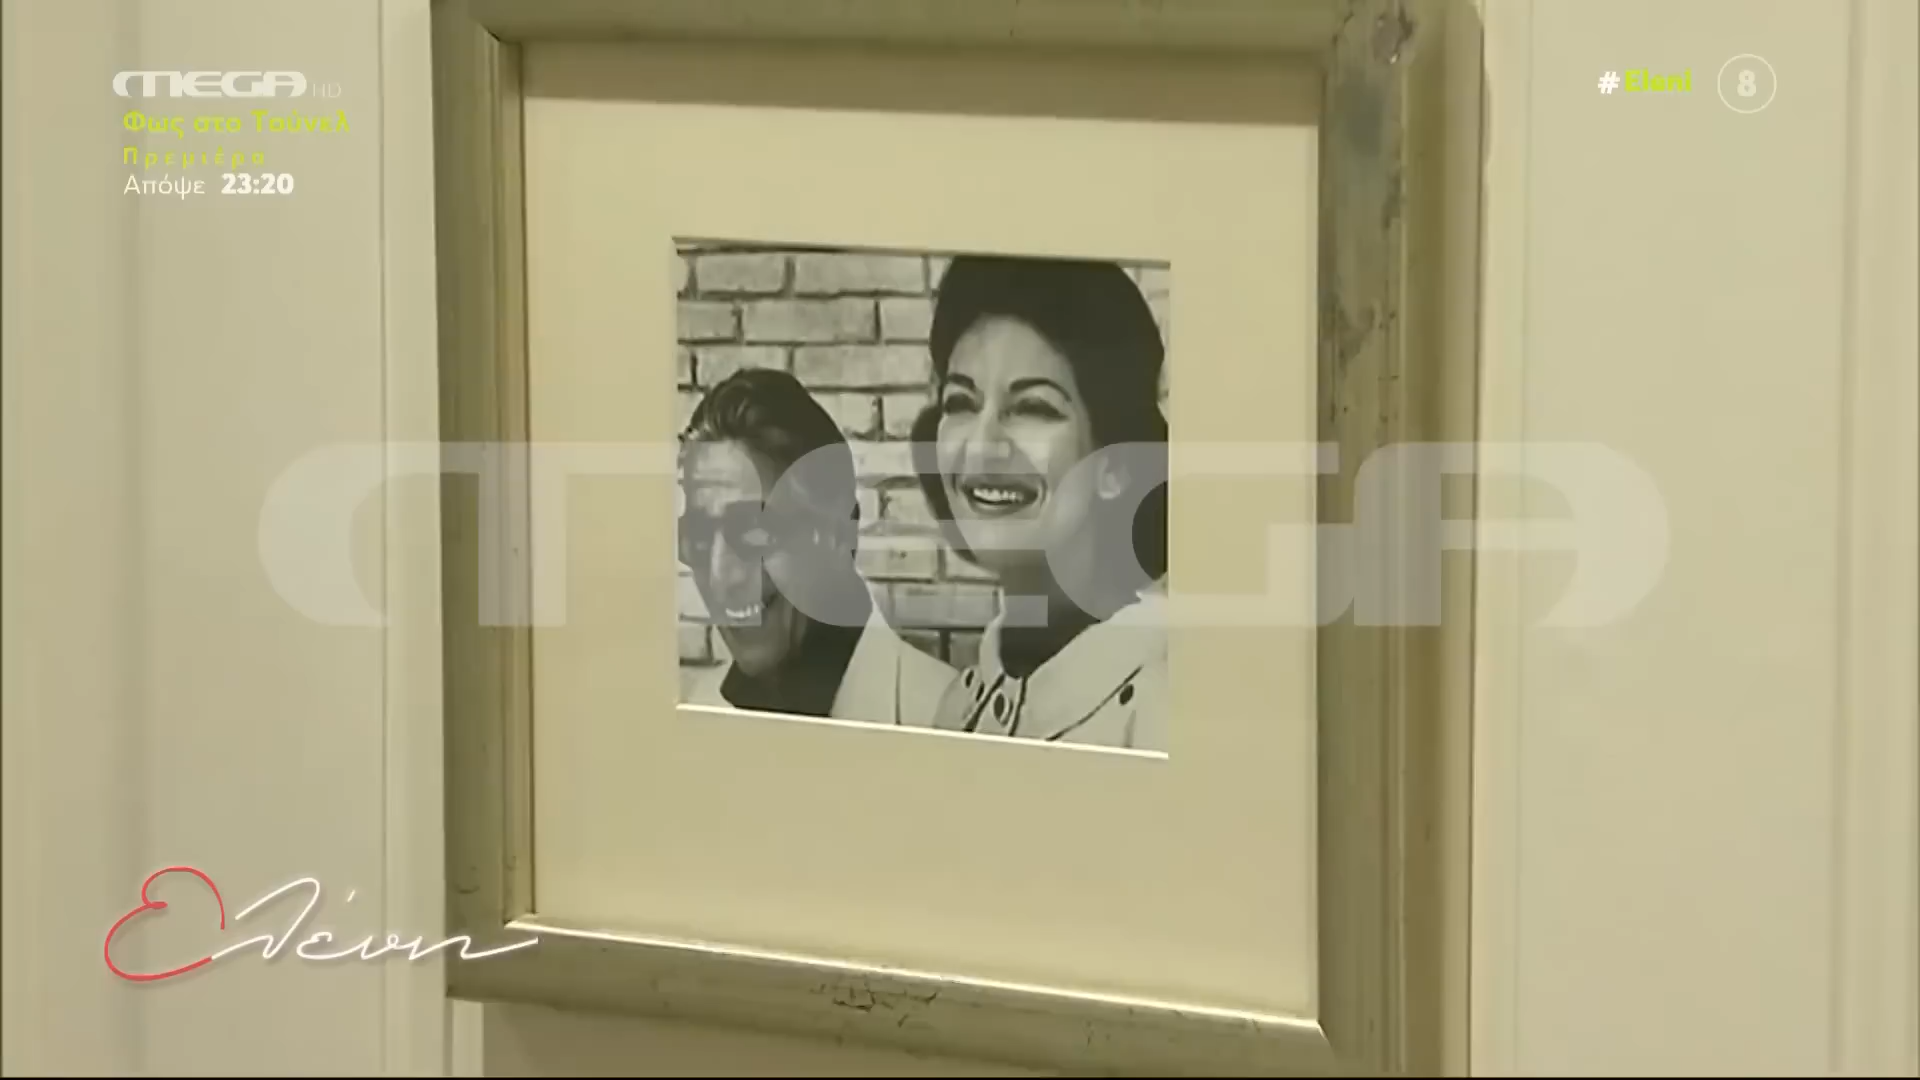 MEGA HD
Φως στο Τούνελ
Πρεμιέρα
Απόψε 23:20
#Eleni 8
MEGA
Ελένη